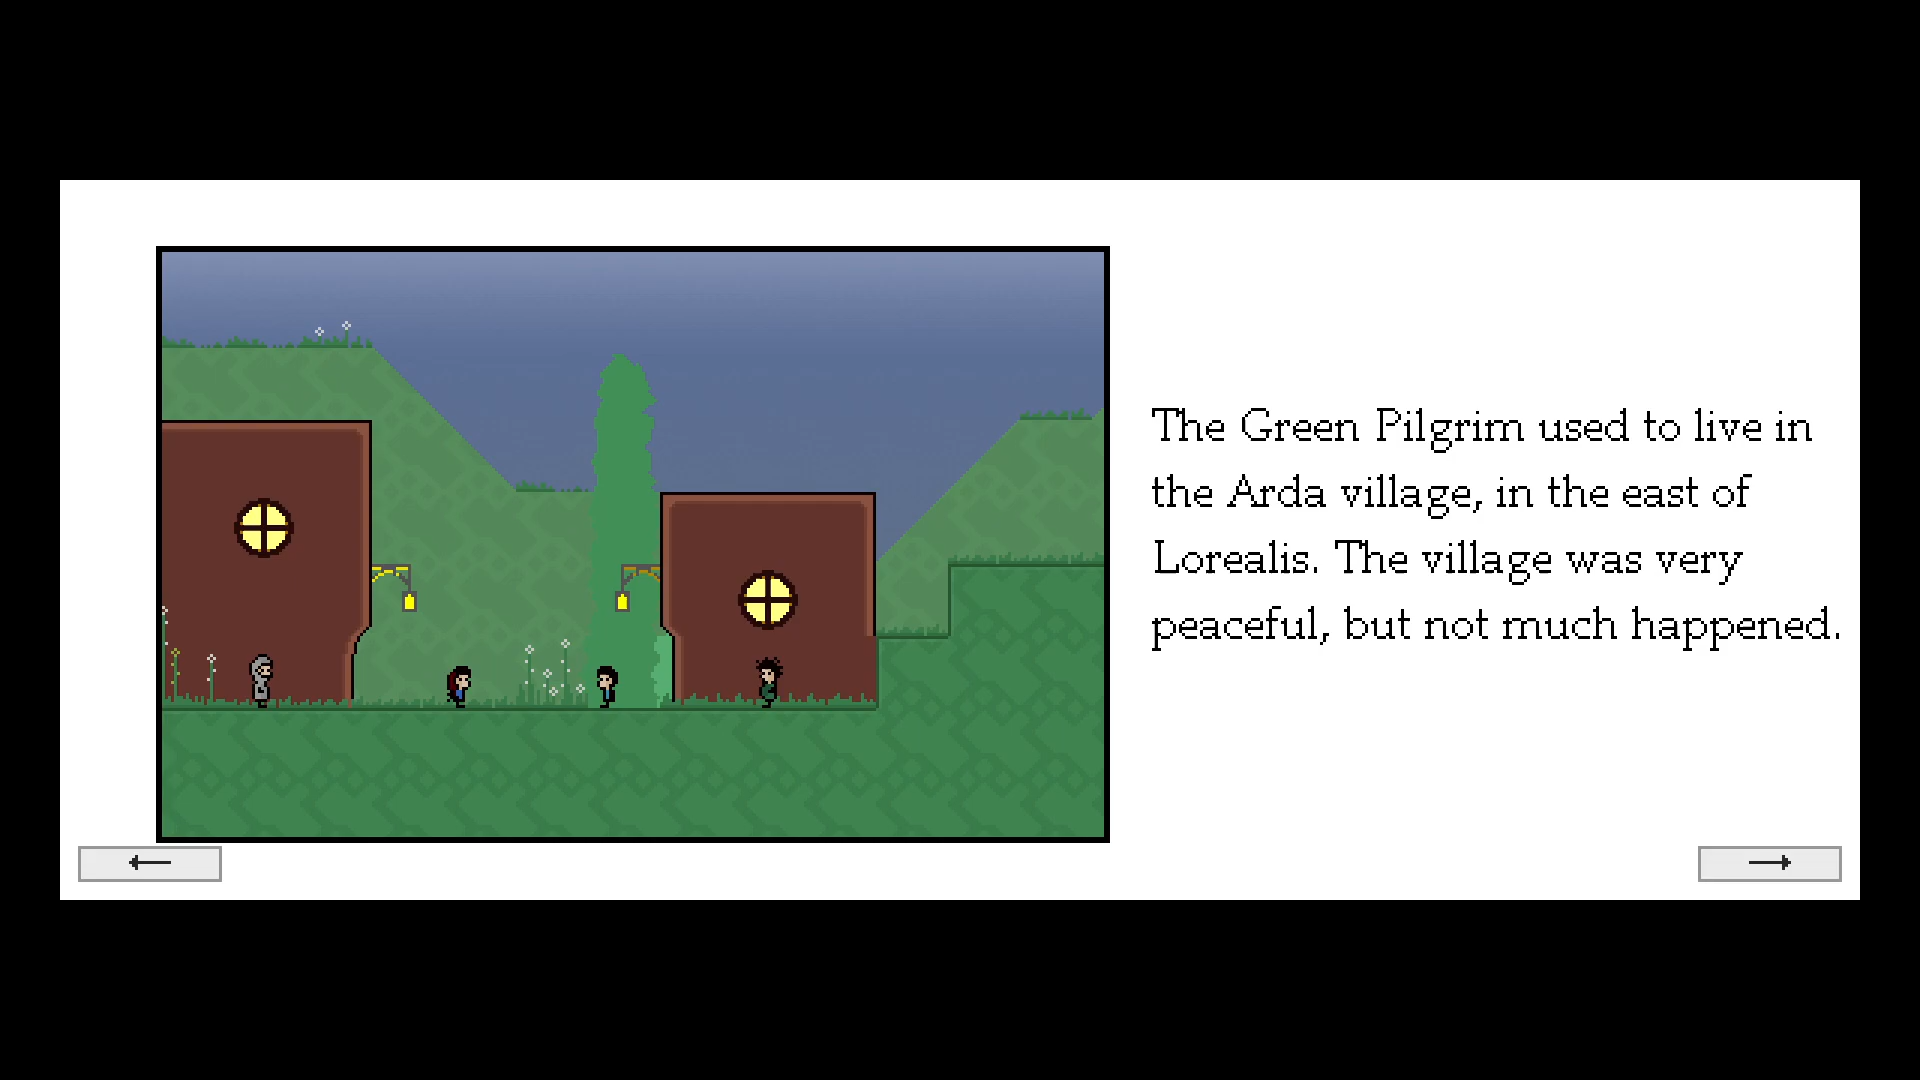 The Green Pilgrim used to live in
the Arda village, in the east of
Lorealis. The village was very
peaceful, but not much happened.